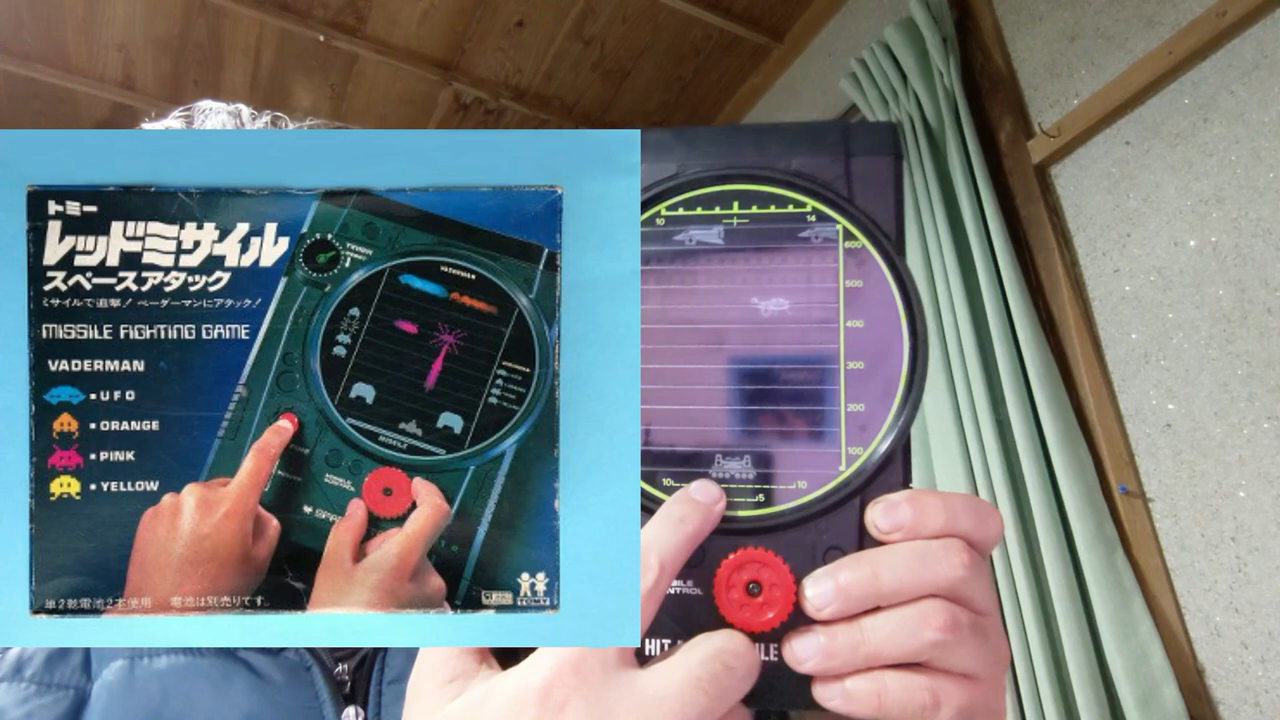 トミー
レッドミサイル
スペースアタック
ミサイルで追撃! ベーダーマンにアタック!
MISSILE FIGHTING GAME
VADERMAN
= UFO
= ORANGE
= PINK
= YELLOW
単2乾電池2本使用 電池は別売りです。
TOMY
VADERMAN
MISSILE
10 14
600
500
400
300
200
100
10 10
5
HIT